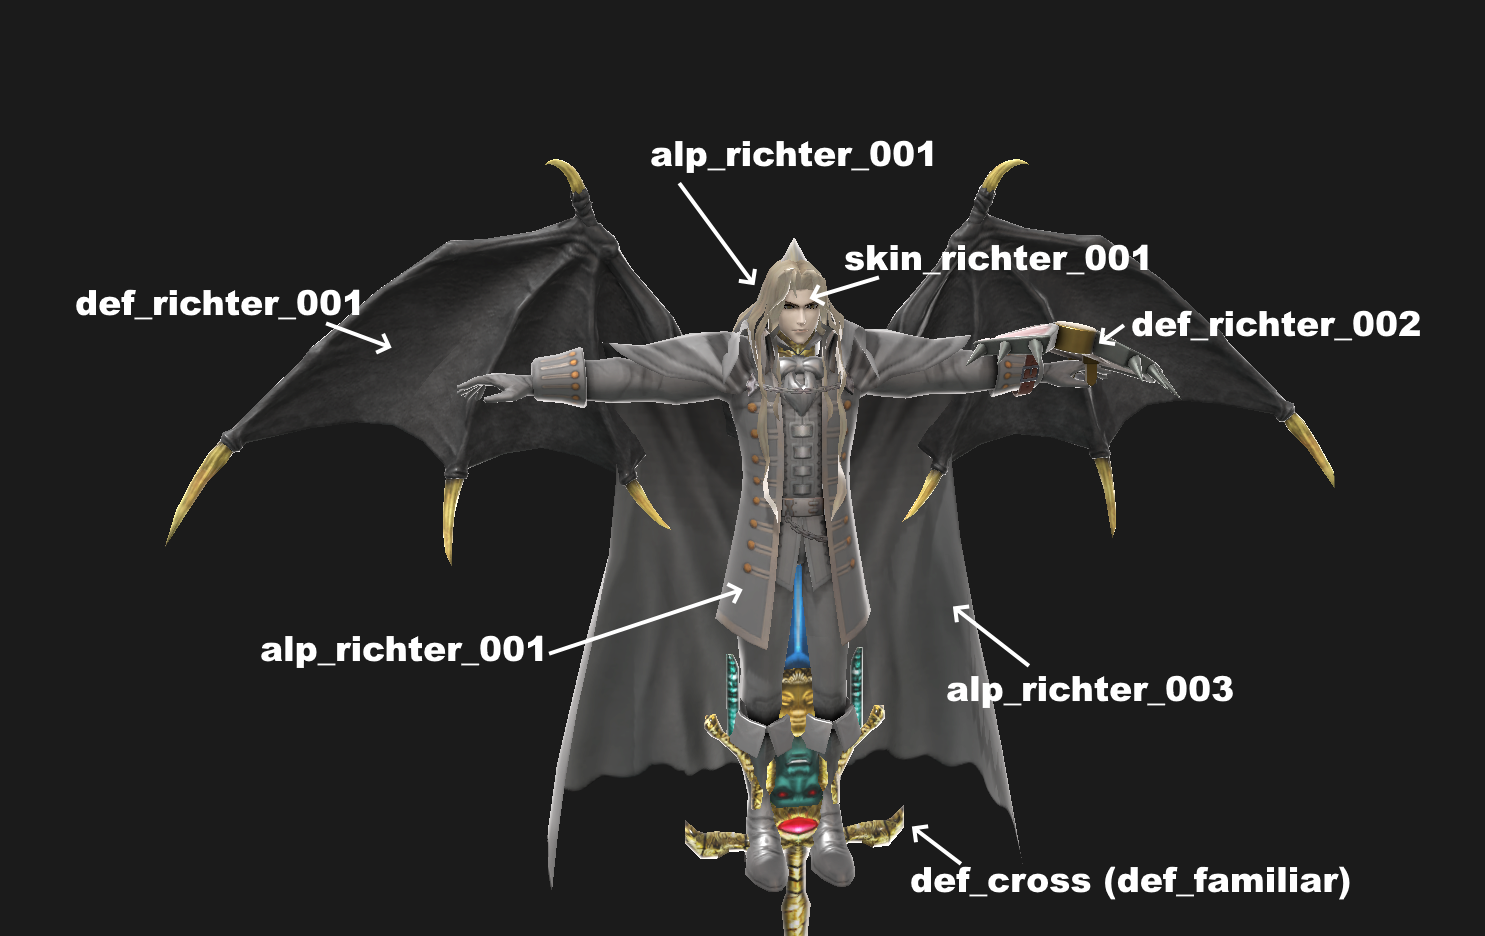 alp_richter_001
skin_richter_001
def_richter_001
def_richter_002
alp_richter_001
alp_richter_003
def_cross (def_familiar)